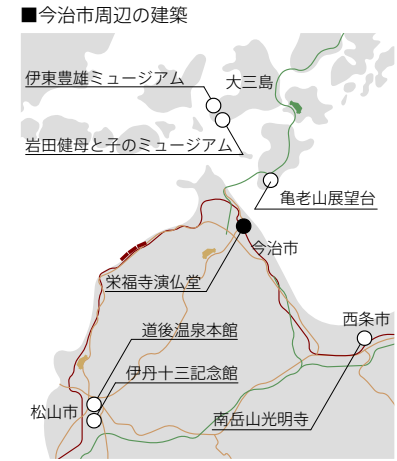 ■今治市周辺の建築
伊東豊雄ミュージアム
大三島
岩田健母と子のミュージアム
亀老山展望台
今治市
栄福寺演仏堂
西条市
道後温泉本館
伊丹十三記念館
松山市
南岳山光明寺